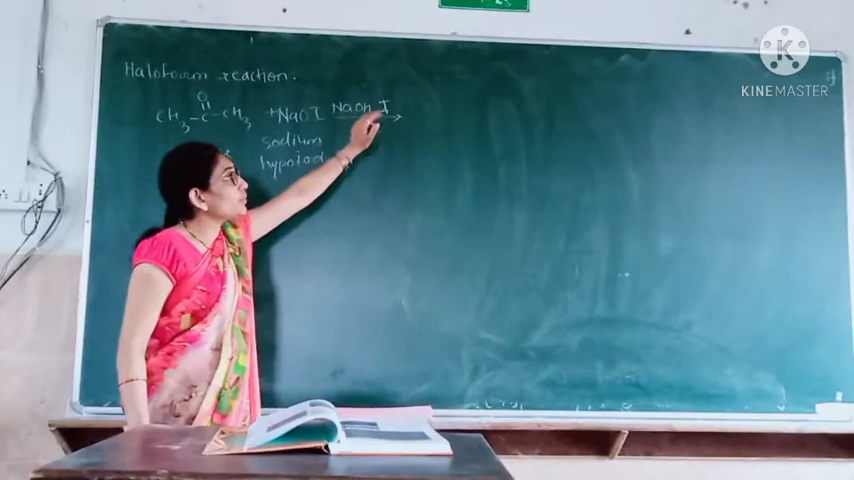 Haloform reaction.
O
CH3-C-CH3 + NaOI NaOH I
sodium
hypoiod
K
KINEMASTER